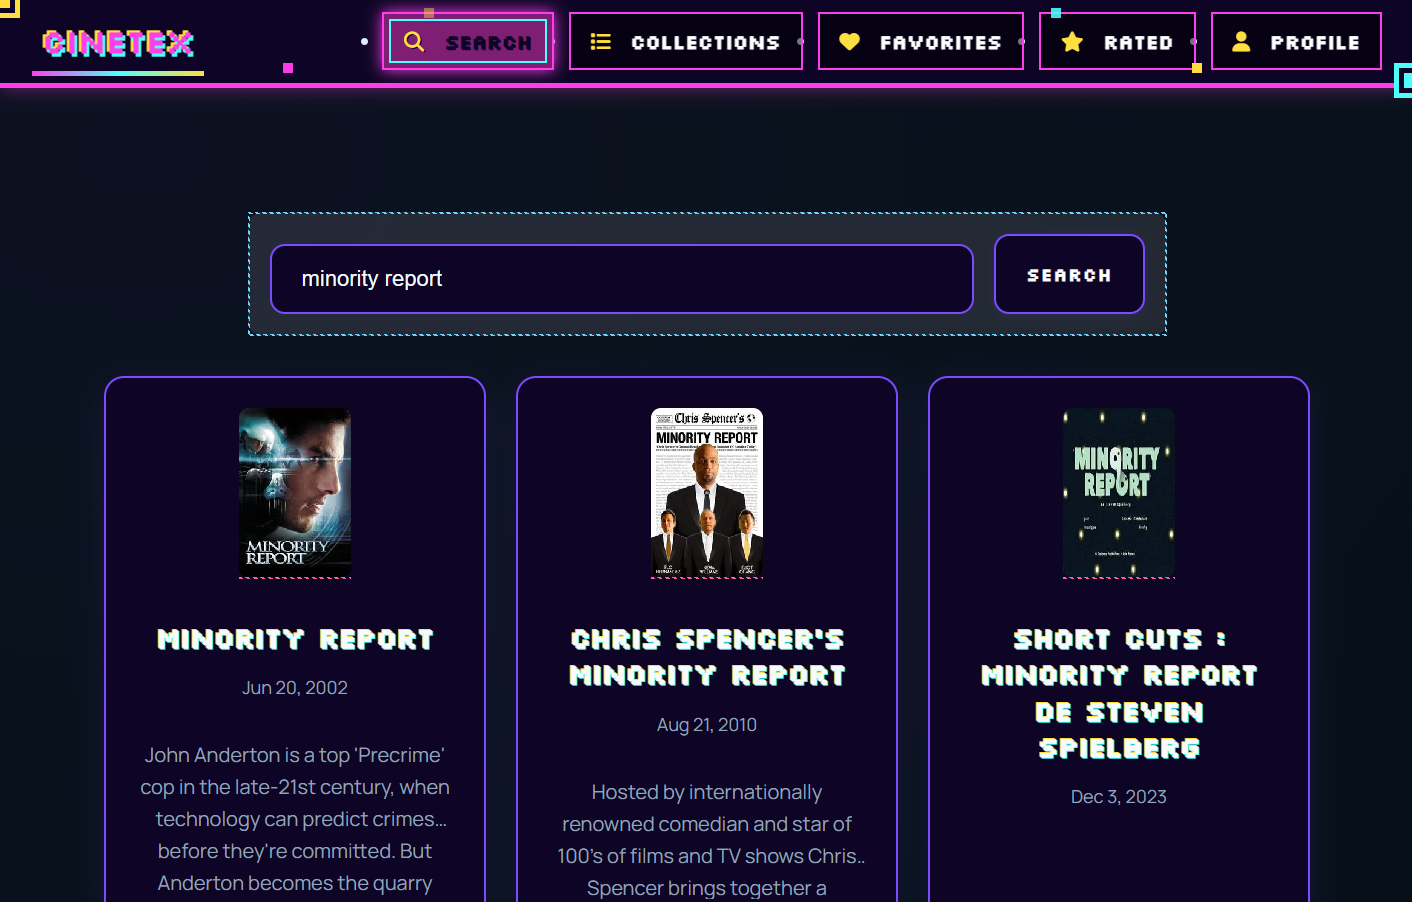 CINETEX
SEARCH
COLLECTIONS
FAVORITES
RATED
PROFILE
minority report
SEARCH
MINORITY
REPORT
Chris Spencer's
MINORITY REPORT
MINORITY
REPORT
MINORITY REPORT
Jun 20, 2002
John Anderton is a top 'Precrime'
cop in the late-21st century, when
technology can predict crimes...
before they're committed. But
Anderton becomes the quarry
CHRIS SPENCER'S
MINORITY REPORT
Aug 21, 2010
Hosted by internationally
renowned comedian and star of
100's of films and TV shows Chris..
Spencer brings together a
SHORT CUTS :
MINORITY REPORT
DE STEVEN
SPIELBERG
Dec 3, 2023